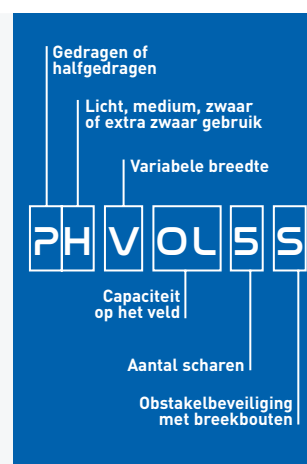 Gedragen of
halfgedragen
Licht, medium, zwaar
of extra zwaar gebruik
Variabele breedte
PH V OL 5 S
Capaciteit
op het veld
Aantal scharen
Obstakelbeveiliging
met breekbouten